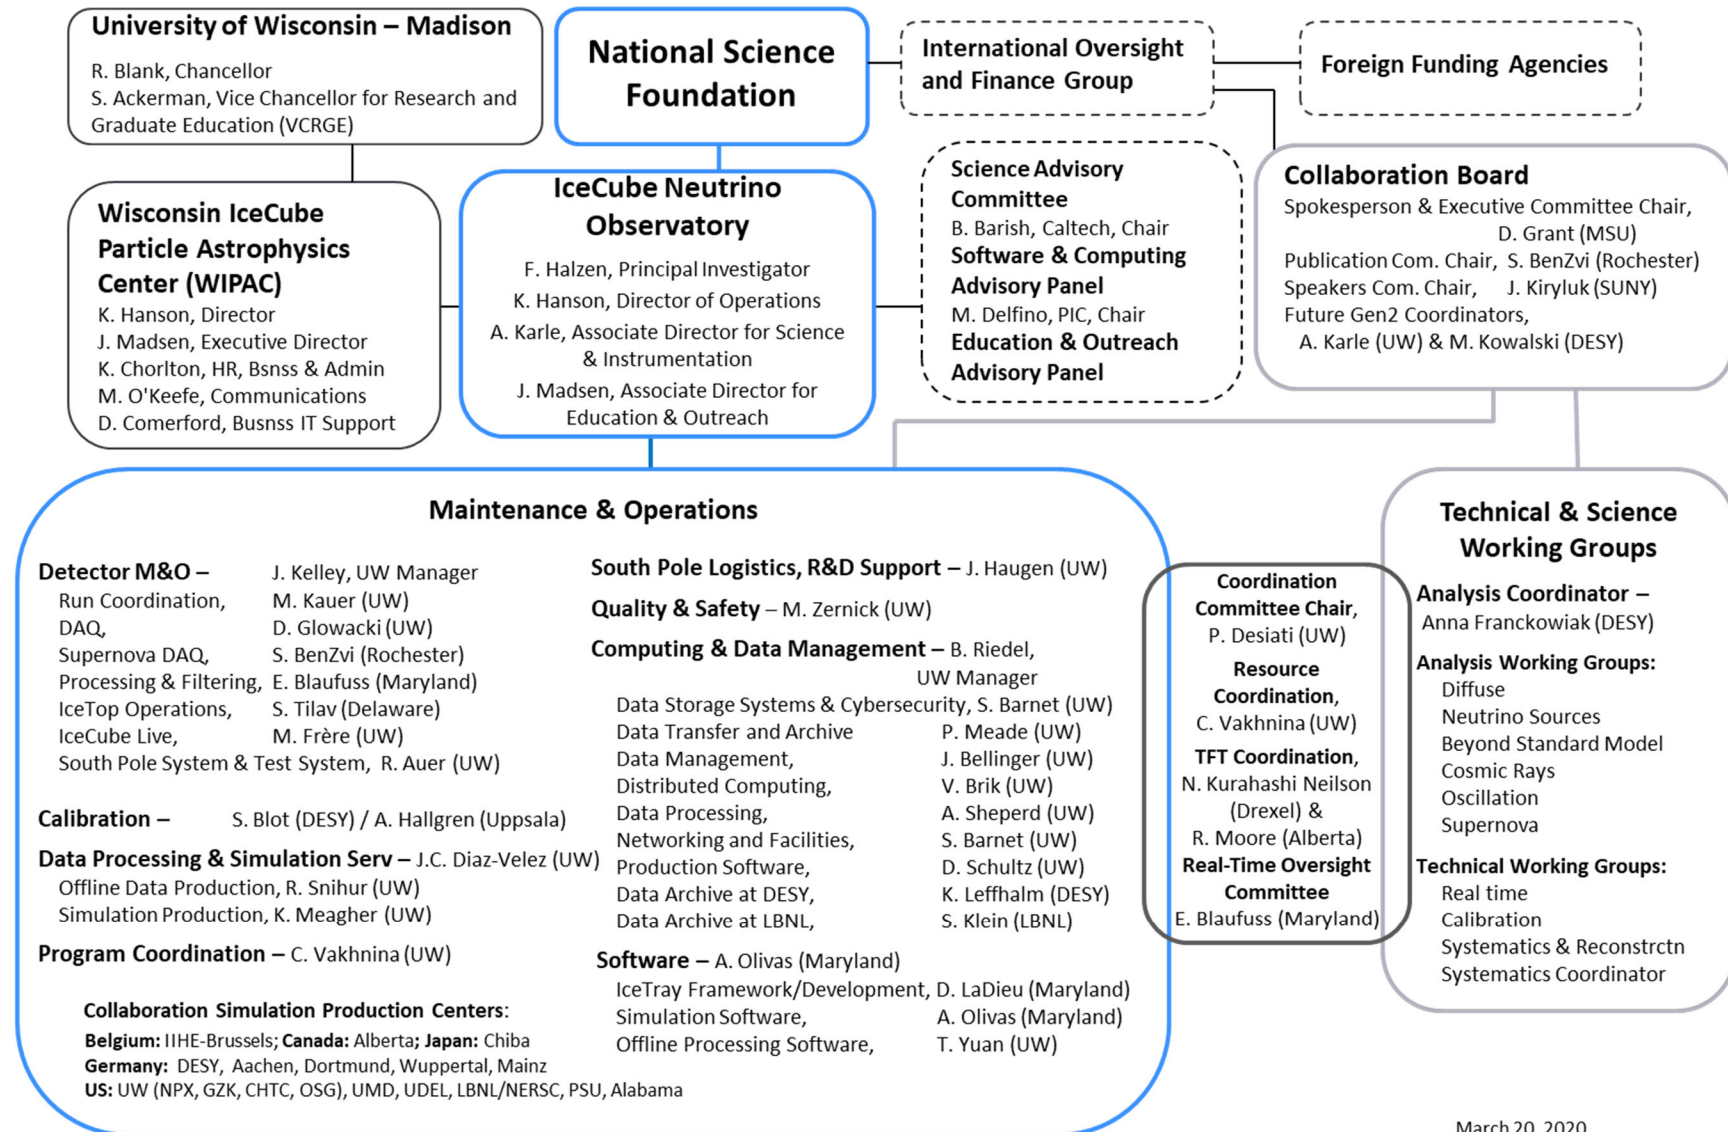 University of Wisconsin – Madison
R. Blank, Chancellor
S. Ackerman, Vice Chancellor for Research and
Graduate Education (VCRGE)
National Science
Foundation
International Oversight
and Finance Group
Foreign Funding Agencies
Wisconsin IceCube
Particle Astrophysics
Center (WIPAC)
K. Hanson, Director
J. Madsen, Executive Director
K. Chorlton, HR, Bsnss & Admin
M. O'Keefe, Communications
D. Comerford, Busnss IT Support
IceCube Neutrino
Observatory
F. Halzen, Principal Investigator
K. Hanson, Director of Operations
A. Karle, Associate Director for Science
& Instrumentation
J. Madsen, Associate Director for
Education & Outreach
Science Advisory
Committee
B. Barish, Caltech, Chair
Software & Computing
Advisory Panel
M. Delfino, PIC, Chair
Education & Outreach
Advisory Panel
Collaboration Board
Spokesperson & Executive Committee Chair,
D. Grant (MSU)
Publication Com. Chair, S. BenZvi (Rochester)
Speakers Com. Chair, J. Kiryluk (SUNY)
Future Gen2 Coordinators,
A. Karle (UW) & M. Kowalski (DESY)
Maintenance & Operations
Detector M&O – J. Kelley, UW Manager
Run Coordination, M. Kauer (UW)
DAQ, D. Glowacki (UW)
Supernova DAQ, S. BenZvi (Rochester)
Processing & Filtering, E. Blaufuss (Maryland)
IceTop Operations, S. Tilav (Delaware)
IceCube Live, M. Frère (UW)
South Pole System & Test System, R. Auer (UW)
Calibration – S. Blot (DESY) / A. Hallgren (Uppsala)
Data Processing & Simulation Serv – J.C. Diaz-Velez (UW)
Offline Data Production, R. Snihur (UW)
Simulation Production, K. Meagher (UW)
Program Coordination – C. Vakhnina (UW)
Collaboration Simulation Production Centers:
Belgium: IIHE-Brussels; Canada: Alberta; Japan: Chiba
Germany: DESY, Aachen, Dortmund, Wuppertal, Mainz
US: UW (NPX, GZK, CHTC, OSG), UMD, UDEL, LBNL/NERSC, PSU, Alabama
South Pole Logistics, R&D Support – J. Haugen (UW)
Quality & Safety – M. Zernick (UW)
Computing & Data Management – B. Riedel,
UW Manager
Data Storage Systems & Cybersecurity, S. Barnet (UW)
Data Transfer and Archive P. Meade (UW)
Data Management, J. Bellinger (UW)
Distributed Computing, V. Brik (UW)
Data Processing, A. Sheperd (UW)
Networking and Facilities, S. Barnet (UW)
Production Software, D. Schultz (UW)
Data Archive at DESY, K. Leffhalm (DESY)
Data Archive at LBNL, S. Klein (LBNL)
Software – A. Olivas (Maryland)
IceTray Framework/Development, D. LaDieu (Maryland)
Simulation Software, A. Olivas (Maryland)
Offline Processing Software, T. Yuan (UW)
Coordination
Committee Chair,
P. Desiati (UW)
Resource
Coordination,
C. Vakhnina (UW)
TFT Coordination,
N. Kurahashi Neilson
(Drexel) &
R. Moore (Alberta)
Real-Time Oversight
Committee
E. Blaufuss (Maryland)
Technical & Science
Working Groups
Analysis Coordinator –
Anna Franckowiak (DESY)
Analysis Working Groups:
Diffuse
Neutrino Sources
Beyond Standard Model
Cosmic Rays
Oscillation
Supernova
Technical Working Groups:
Real time
Calibration
Systematics & Reconstrctn
Systematics Coordinator
March 20, 2020